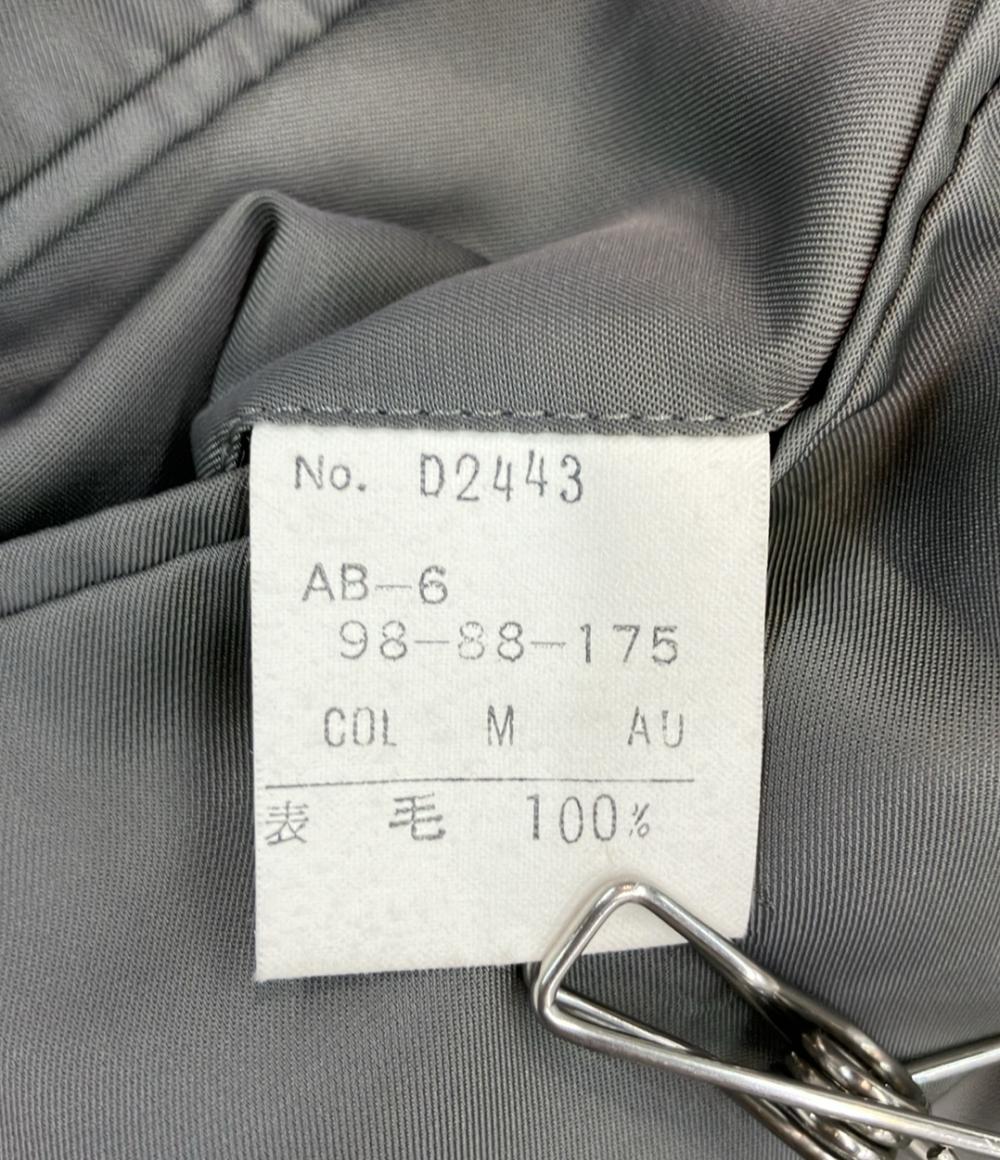 No. D2443
AB-6
98-88-175
COL M AU
表 毛 100%